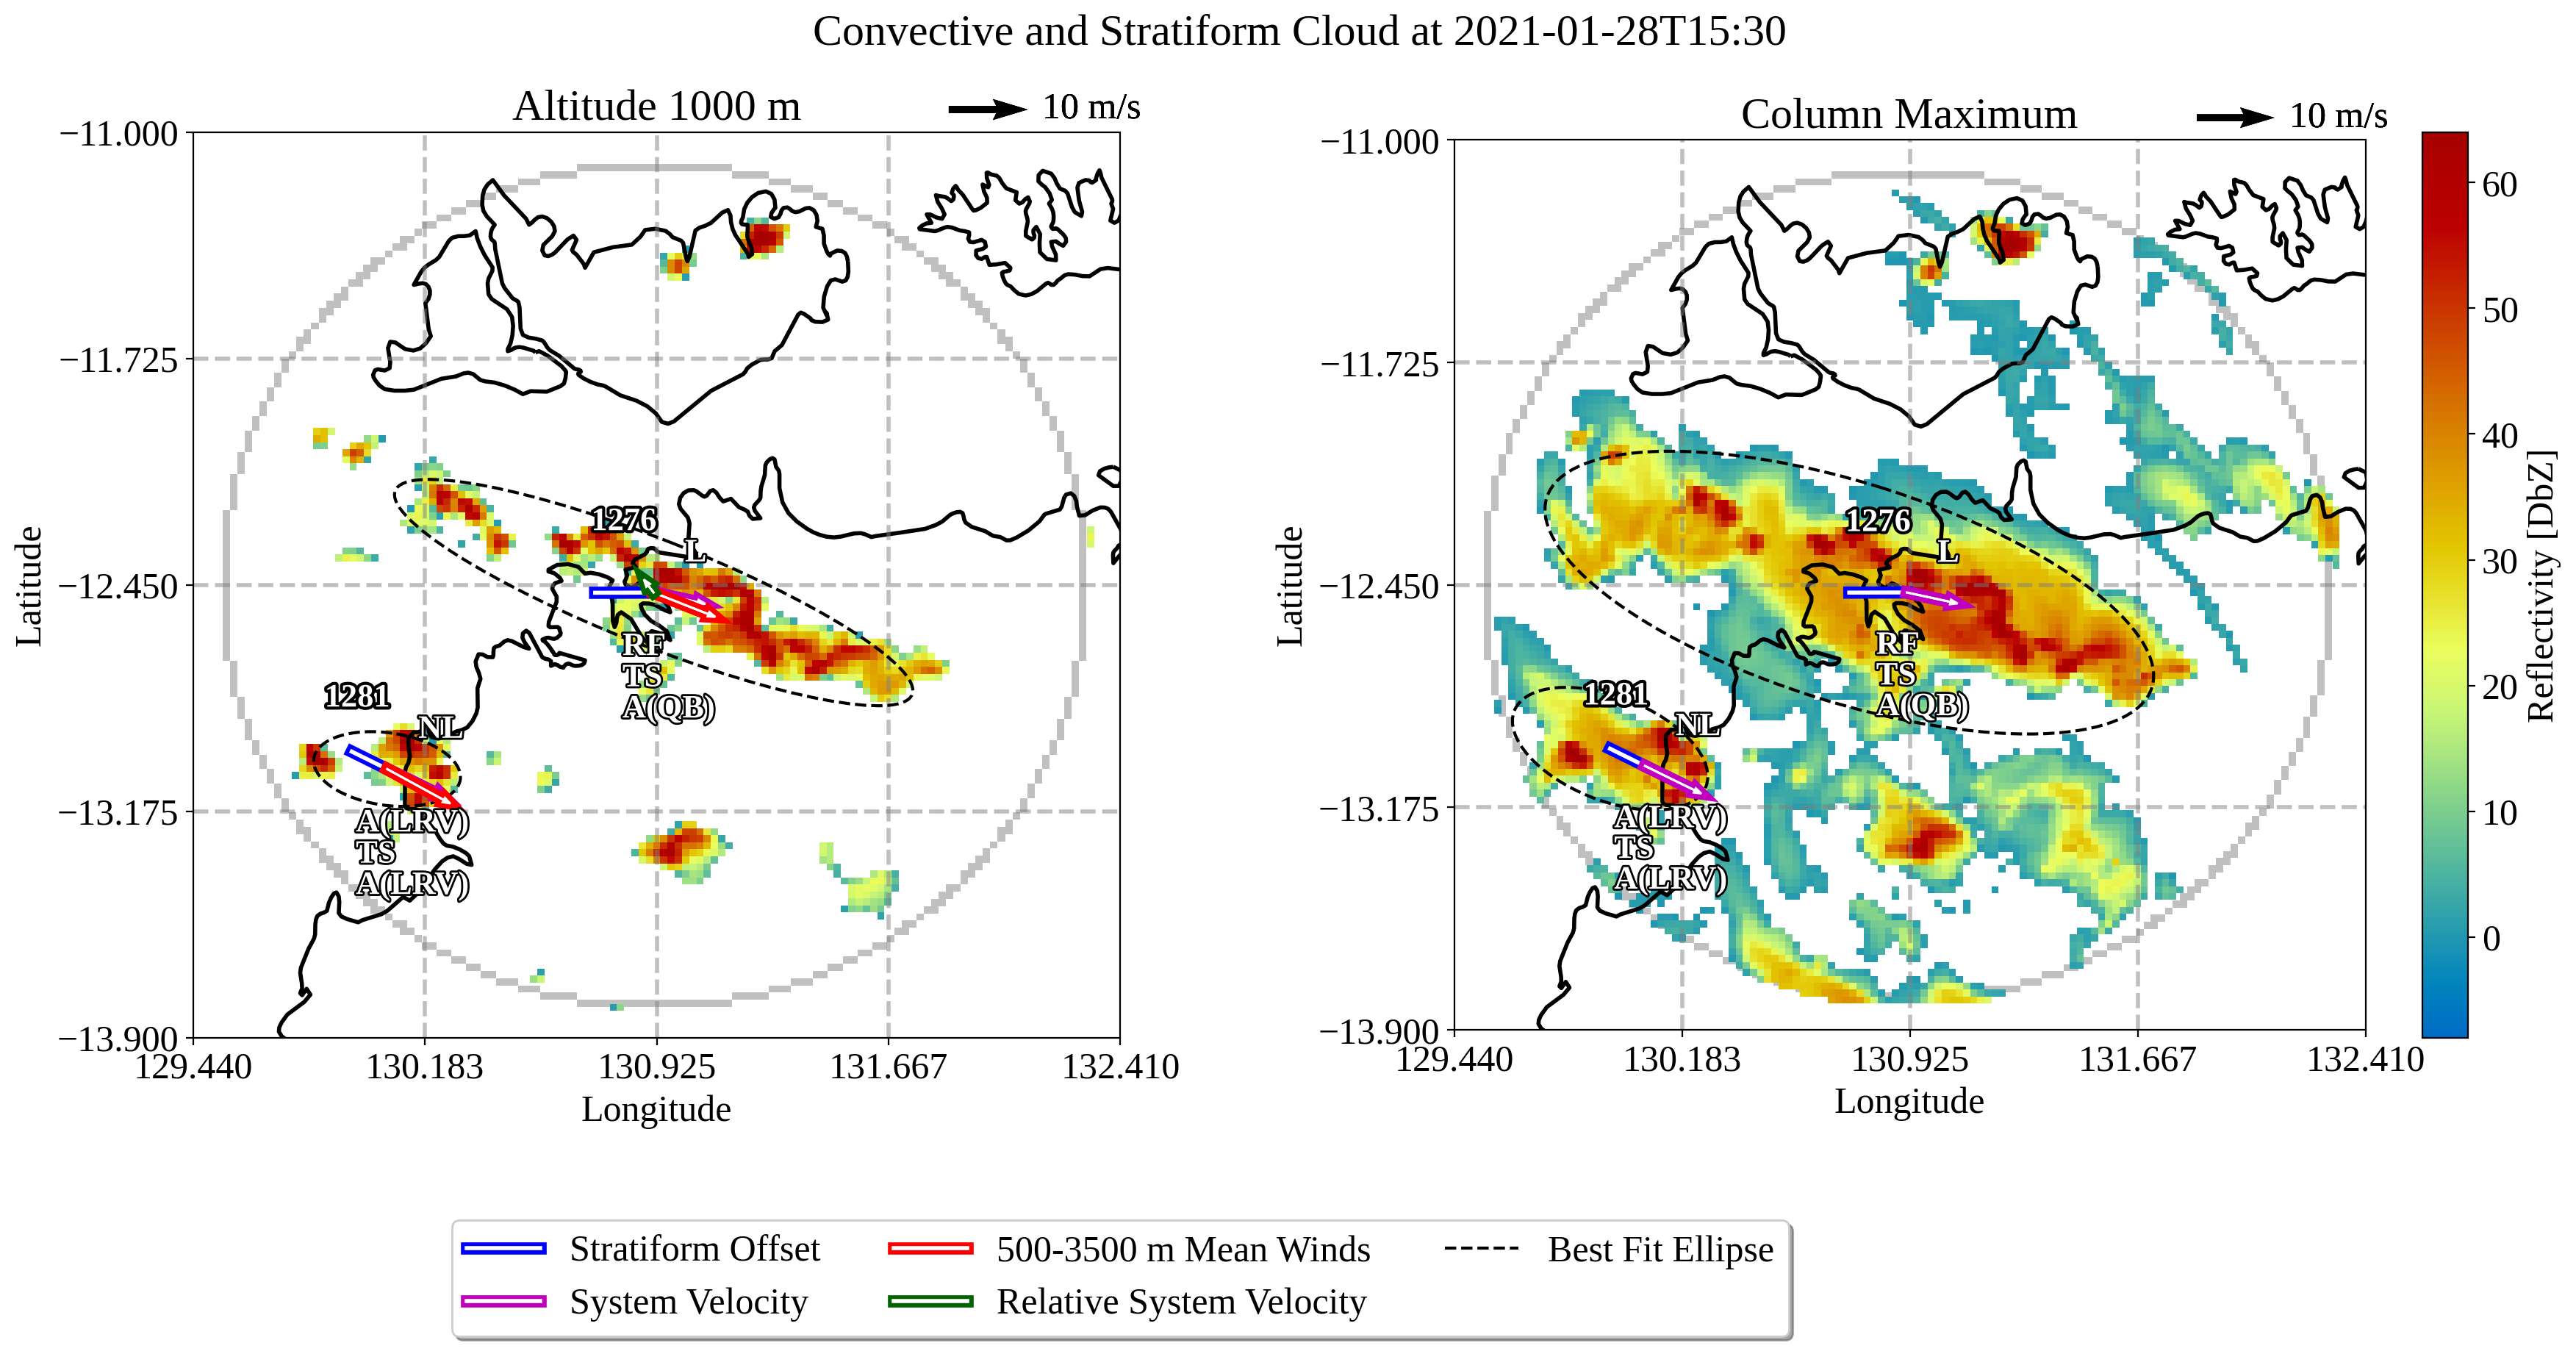 Convective and Stratiform Cloud at 2021-01-28T15:30
Altitude 1000 m
10 m/s
−11.000
−11.725
−12.450
−13.175
−13.900
129.440
130.183
130.925
131.667
132.410
Latitude
Longitude
1276
L
RF
TS
A(QB)
1281
NL
A(LRV)
TS
A(LRV)
Column Maximum
10 m/s
−11.000
−11.725
−12.450
−13.175
−13.900
129.440
130.183
130.925
131.667
132.410
Latitude
Longitude
1276
L
RF
TS
A(QB)
1281
NL
A(LRV)
TS
A(LRV)
60
50
40
30
20
10
0
Reflectivity [DbZ]
Stratiform Offset
System Velocity
500-3500 m Mean Winds
Relative System Velocity
Best Fit Ellipse